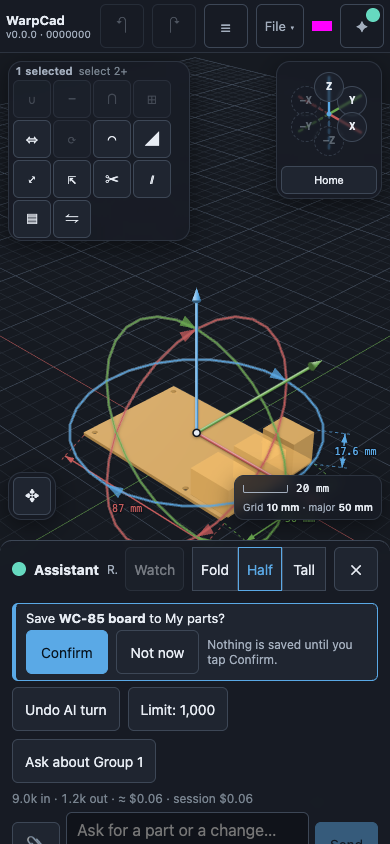 WarpCad
v0.0.0 · 0000000
File
1 selected select 2+
Z
-X
Y
-Y
X
-Z
Home
17.6 mm
87 mm
20 mm
Grid 10 mm · major 50 mm
Assistant R.
Watch
Fold
Half
Tall
Save WC-85 board to My parts?
Confirm
Not now
Nothing is saved until you
tap Confirm.
Undo AI turn
Limit: 1,000
Ask about Group 1
9.0k in · 1.2k out · ≈ $0.06 · session $0.06
Ask for a part or a change...
Send